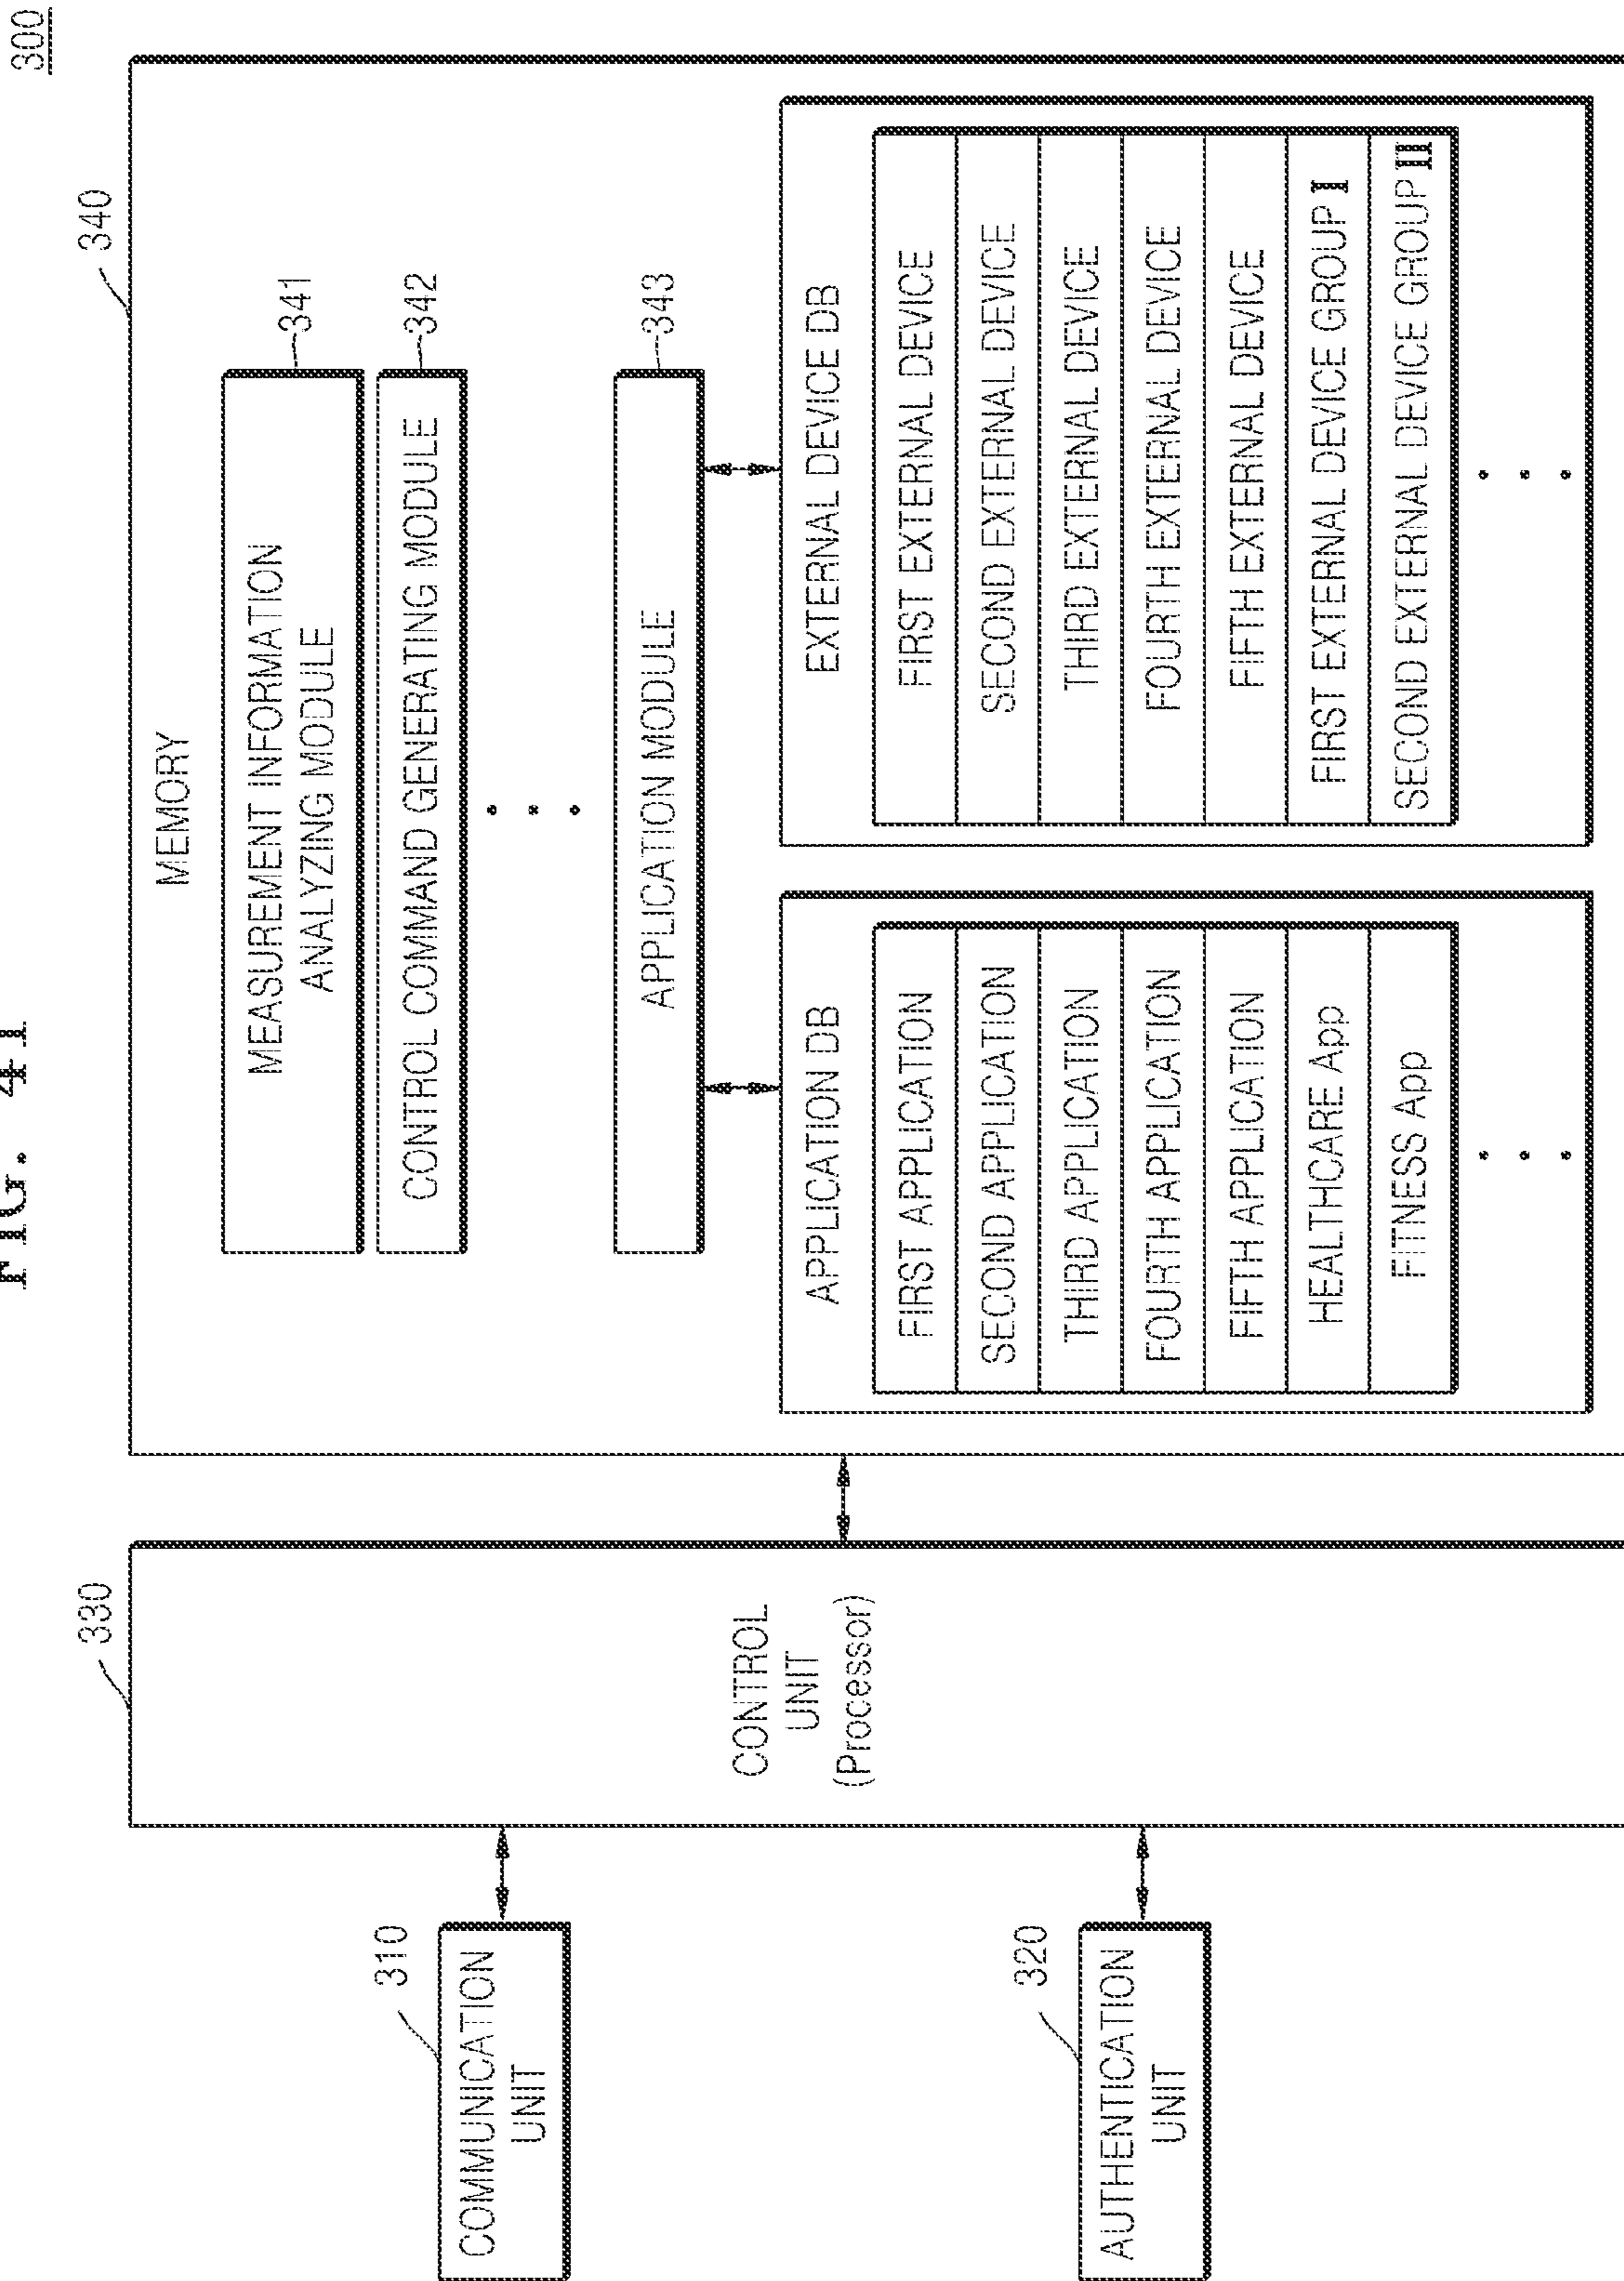 FIG. 41
300
310
COMMUNICATION
UNIT
320
AUTHENTICATION
UNIT
330
CONTROL
UNIT
(Processor)
340
MEMORY
MEASUREMENT INFORMATION
ANALYZING MODULE
341
CONTROL COMMAND GENERATING MODULE
342
APPLICATION MODULE
343
APPLICATION DB
FIRST APPLICATION
SECOND APPLICATION
THIRD APPLICATION
FOURTH APPLICATION
FIFTH APPLICATION
HEALTHCARE App
FITNESS App
EXTERNAL DEVICE DB
FIRST EXTERNAL DEVICE
SECOND EXTERNAL DEVICE
THIRD EXTERNAL DEVICE
FOURTH EXTERNAL DEVICE
FIFTH EXTERNAL DEVICE
FIRST EXTERNAL DEVICE GROUP I
SECOND EXTERNAL DEVICE GROUP II